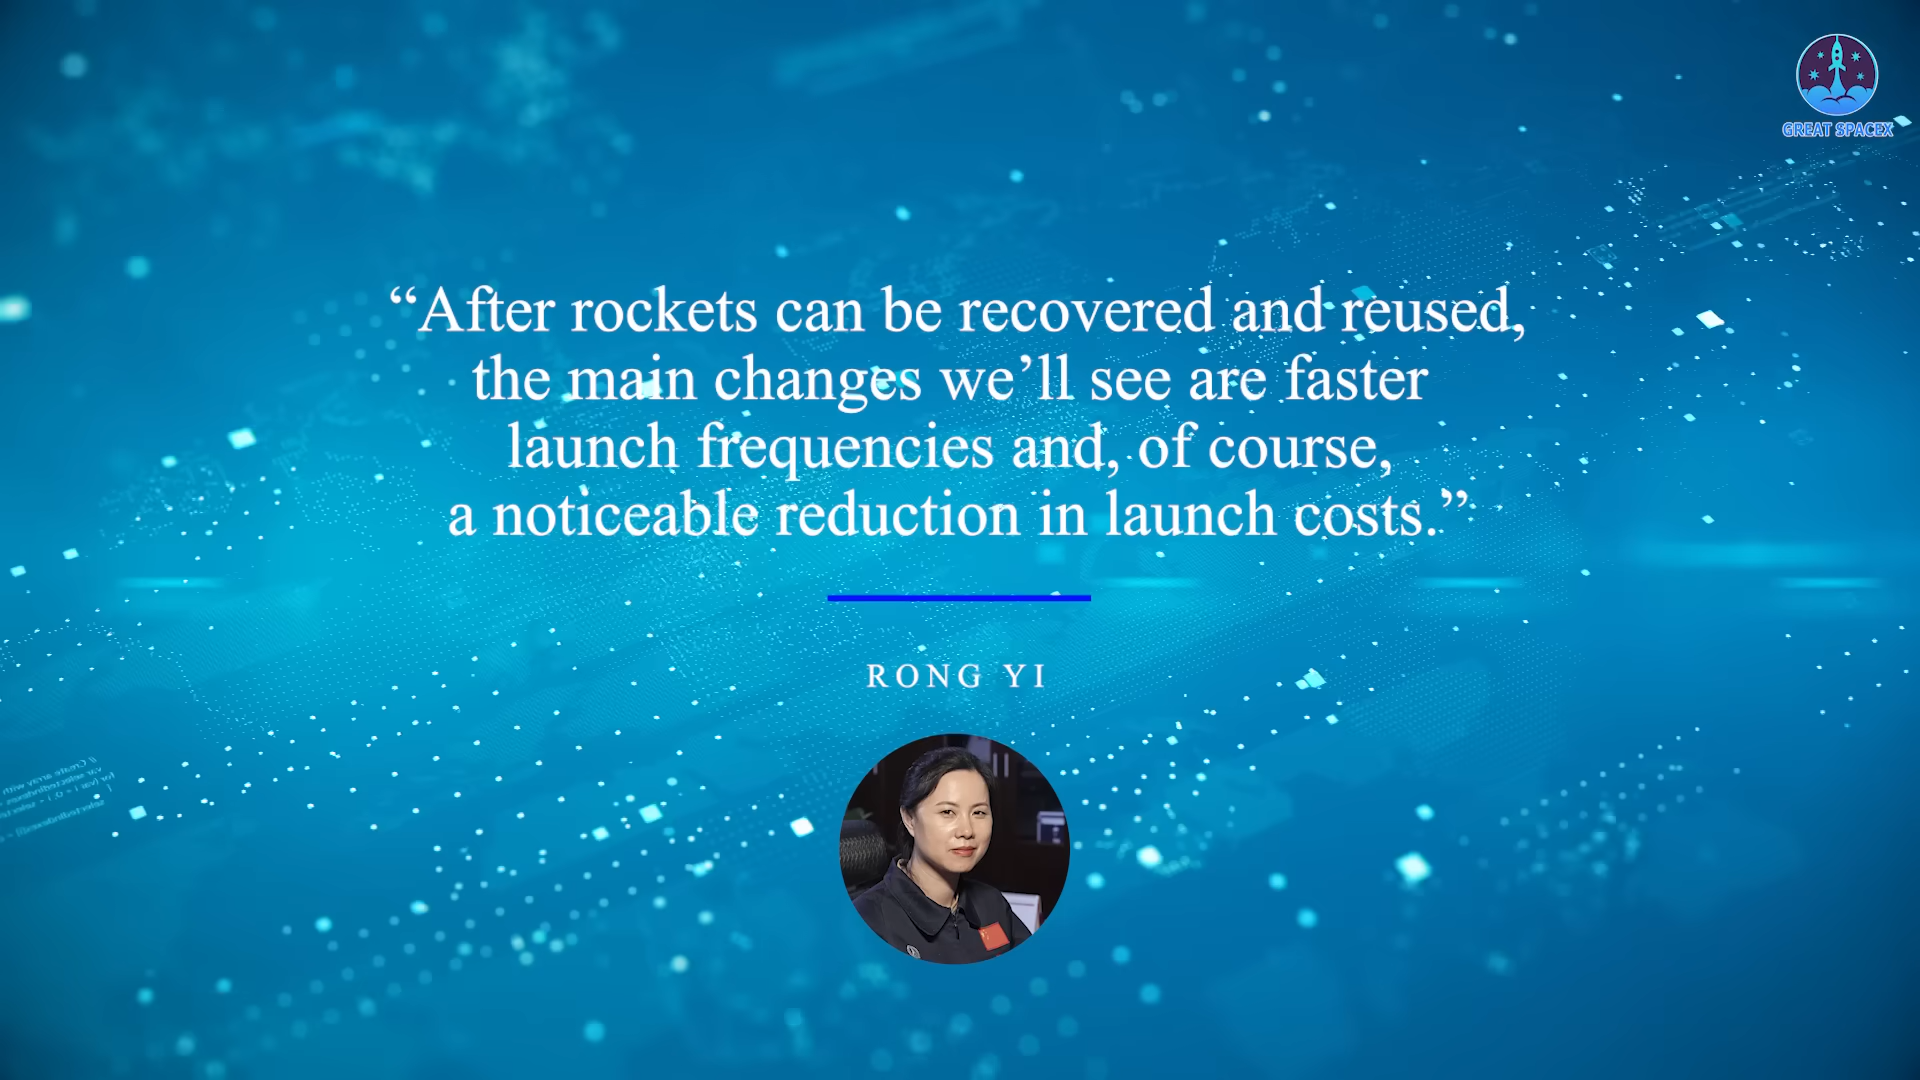 GREAT SPACEX
“After rockets can be recovered and reused,
the main changes we’ll see are faster
launch frequencies and, of course,
a noticeable reduction in launch costs.”
RONG YI